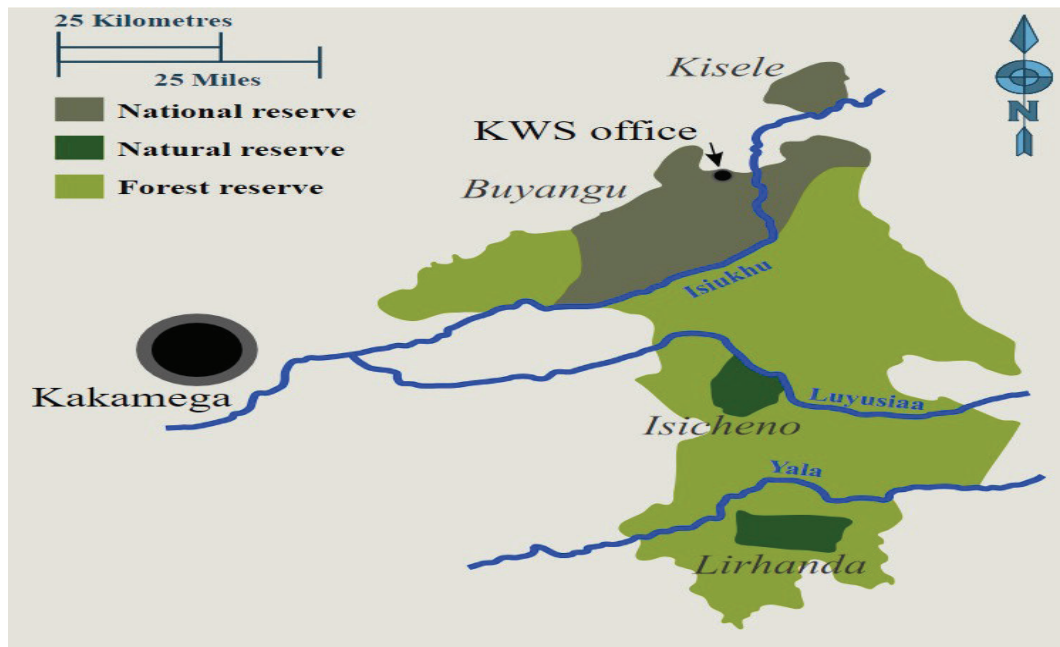 25 Kilometres
25 Miles
National reserve
Natural reserve
Forest reserve
Kisele
KWS office
Buyangu
N
Isiukhu
Kakamega
Luyusiaa
Isicheno
Yala
Lirhanda